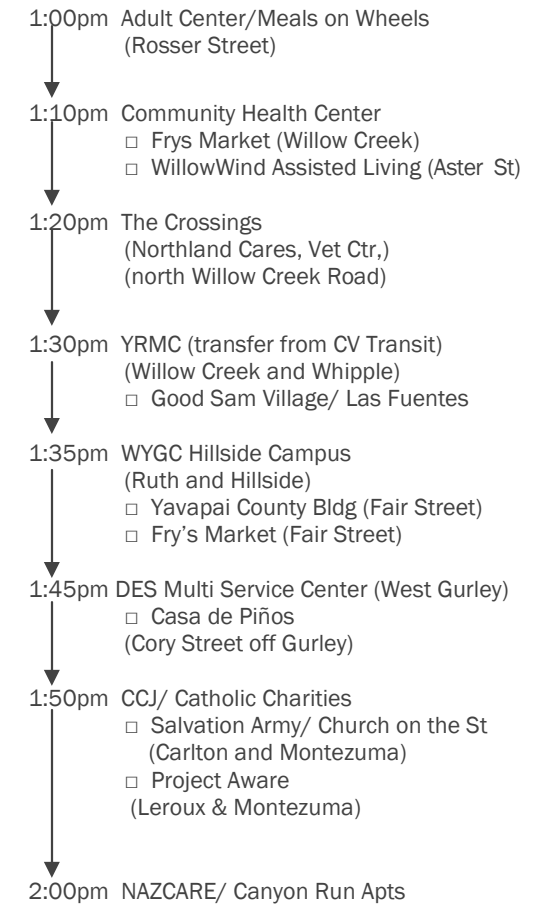 1:00pm Adult Center/Meals on Wheels
(Rosser Street)
1:10pm Community Health Center
□ Frys Market (Willow Creek)
□ WillowWind Assisted Living (Aster St)
1:20pm The Crossings
(Northland Cares, Vet Ctr,)
(north Willow Creek Road)
1:30pm YRMC (transfer from CV Transit)
(Willow Creek and Whipple)
□ Good Sam Village/ Las Fuentes
1:35pm WYGC Hillside Campus
(Ruth and Hillside)
□ Yavapai County Bldg (Fair Street)
□ Fry’s Market (Fair Street)
1:45pm DES Multi Service Center (West Gurley)
□ Casa de Piños
(Cory Street off Gurley)
1:50pm CCJ/ Catholic Charities
□ Salvation Army/ Church on the St
(Carlton and Montezuma)
□ Project Aware
(Leroux & Montezuma)
2:00pm NAZCARE/ Canyon Run Apts